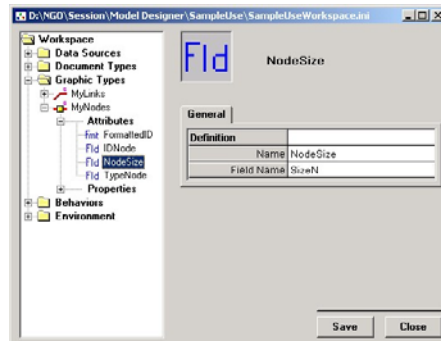 D:\NGO\Session\Model Designer\SampleUse\SampleUseWorkspace.ini
Workspace
Data Sources
Document Types
Graphic Types
MyLinks
MyNodes
Attributes
Fmt FormattedID
Fld IDNode
Fld NodeSize
Fld TypeNode
Properties
Behaviors
Environment
Fld
NodeSize
General
Definition
Name NodeSize
Field Name SizeN
Save Close